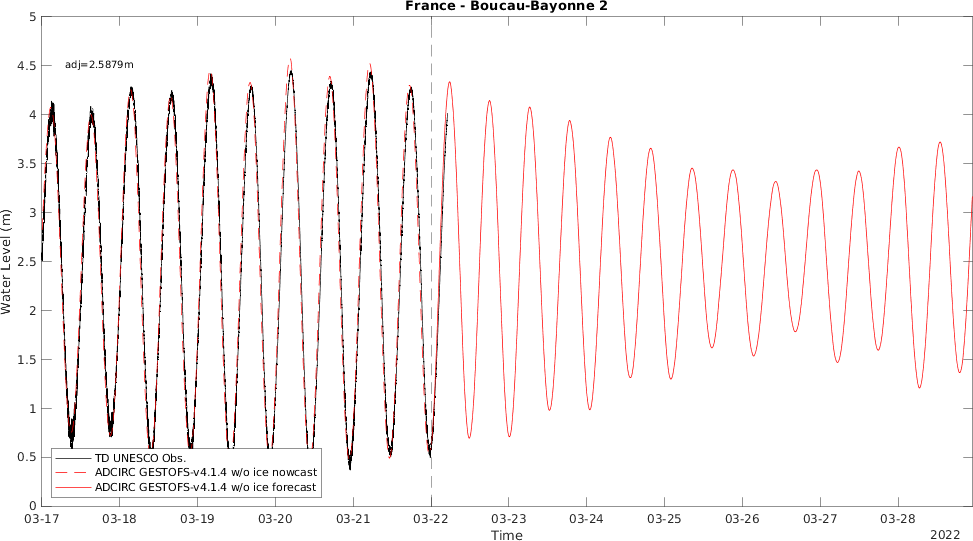 France - Boucau-Bayonne 2
5
4.5
4
3.5
3
2.5
2
1.5
1
0.5
0
Water Level (m)
adj=2.5879m
TD UNESCO Obs.
ADCIRC GESTOFS-v4.1.4 w/o ice nowcast
ADCIRC GESTOFS-v4.1.4 w/o ice forecast
03-17 03-18 03-19 03-20 03-21 03-22 03-23 03-24 03-25 03-26 03-27 03-28
Time
2022